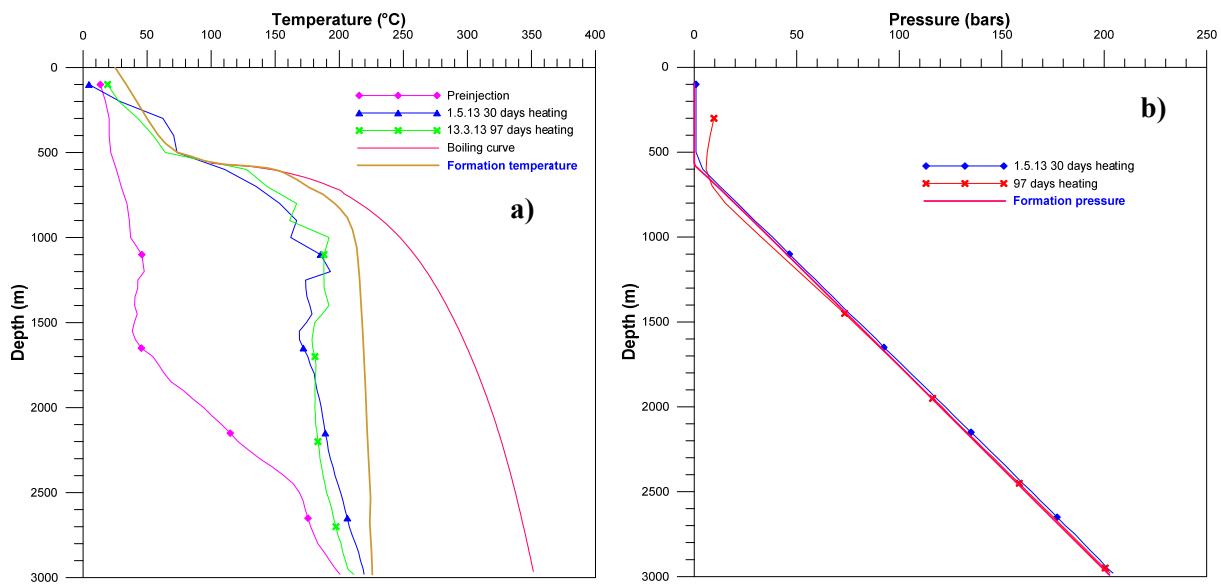 Temperature (°C)
0 50 100 150 200 250 300 350 400
0
500
1000
1500
2000
2500
3000
Depth (m)
Preinjection
1.5.13 30 days heating
13.3.13 97 days heating
Boiling curve
Formation temperature
a)
Pressure (bars)
0 50 100 150 200 250
0
500
1000
1500
2000
2500
3000
Depth (m)
1.5.13 30 days heating
97 days heating
Formation pressure
b)